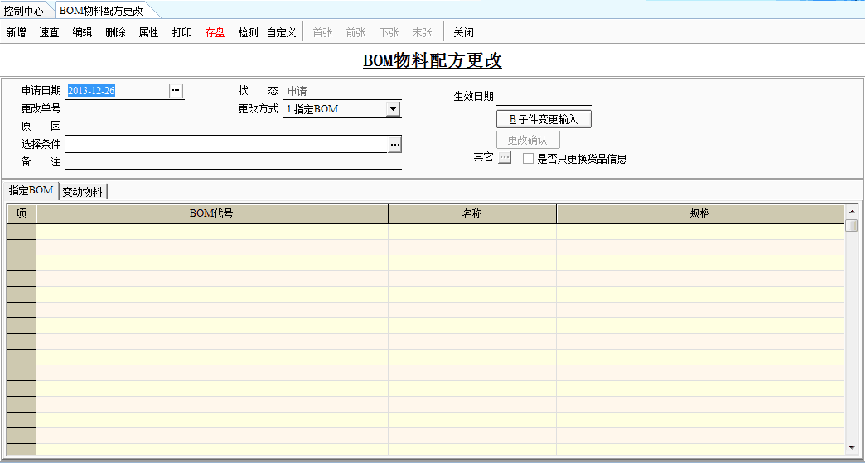 控制中心 BOM物料配方更改
新增 速查 编辑 删除 属性 打印 存盘 检测 自定义 首张 前张 下张 末张 关闭
BOM物料配方更改
申请日期 2013-12-26 状 态 申请 生效日期
更改单号 更改方式 1 指定BOM
原 因 E 子件变更输入
选择条件 更改确认
备 注 其它 是否只更换货品信息
指定BOM 变动物料
项 BOM代号 名称 规格